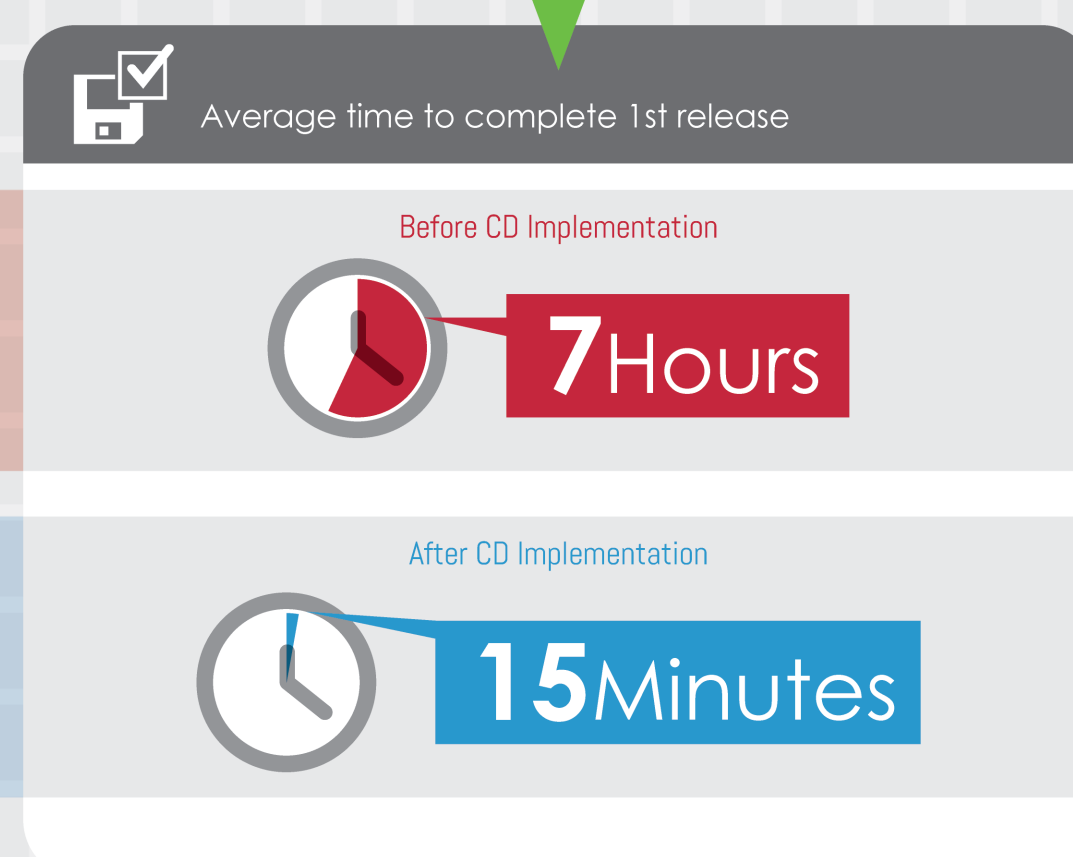 Average time to complete 1st release
Before CD Implementation
7Hours
After CD Implementation
15Minutes